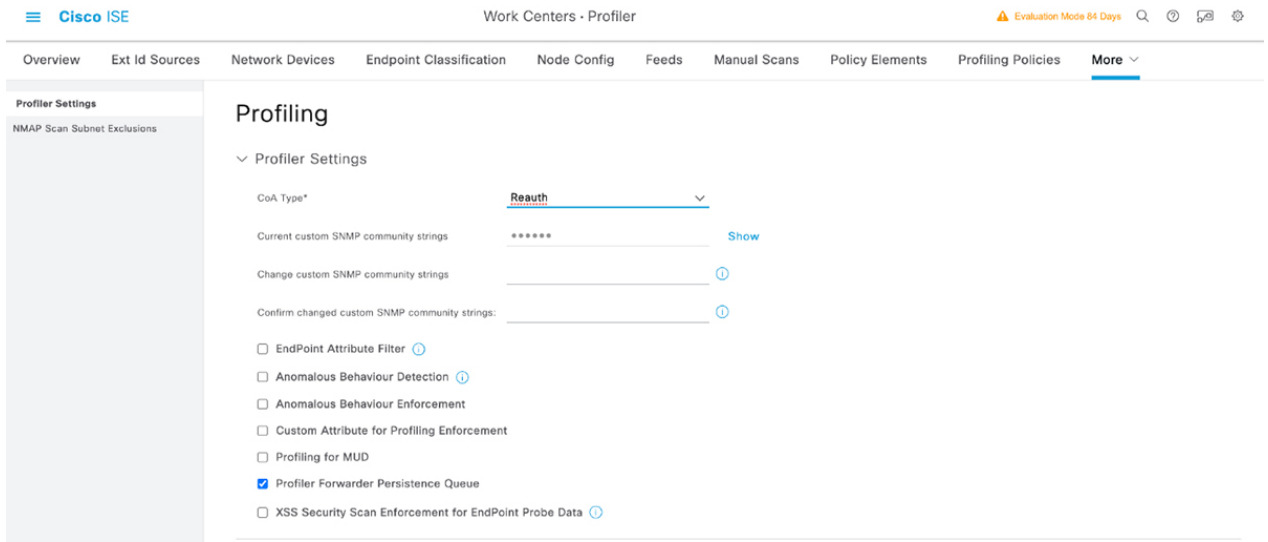 Cisco ISE
Work Centers · Profiler
Evaluation Mode 84 Days
Overview Ext Id Sources Network Devices Endpoint Classification Node Config Feeds Manual Scans Policy Elements Profiling Policies More
Profiler Settings
NMAP Scan Subnet Exclusions
Profiling
Profiler Settings
CoA Type* Reauth
Current custom SNMP community strings •••••• Show
Change custom SNMP community strings
Confirm changed custom SNMP community strings:
EndPoint Attribute Filter
Anomalous Behaviour Detection
Anomalous Behaviour Enforcement
Custom Attribute for Profiling Enforcement
Profiling for MUD
Profiler Forwarder Persistence Queue
XSS Security Scan Enforcement for EndPoint Probe Data